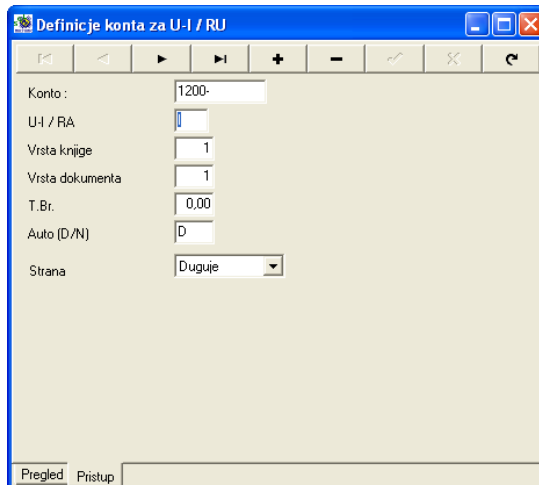 Definicje konta za U-I / RU
Konto : 1200-
U-I / RA I
Vrsta knjige 1
Vrsta dokumenta 1
T.Br. 0,00
Auto (D/N) D
Strana Duguje
Pregled Pristup